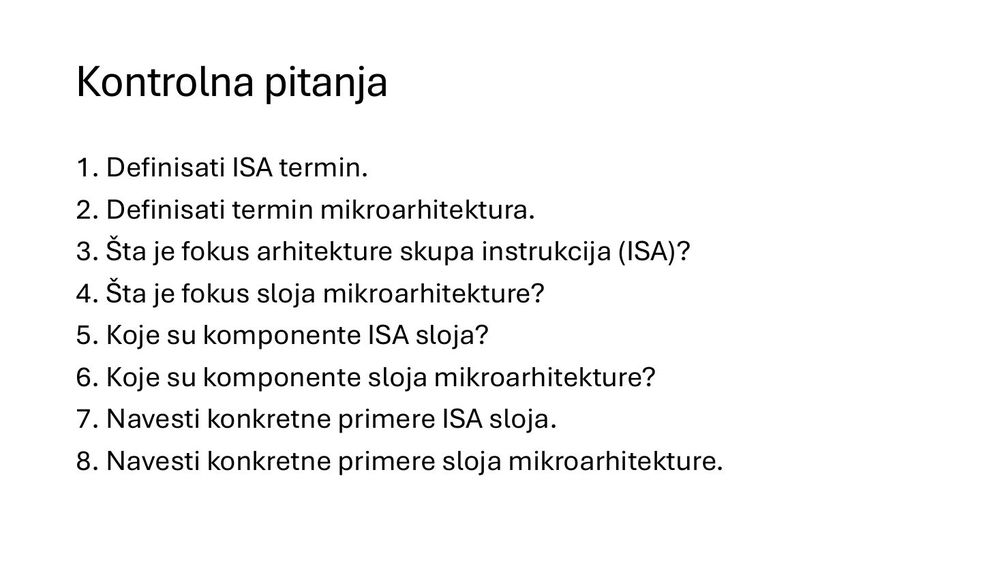 Kontrolna pitanja
1. Definisati ISA termin.
2. Definisati termin mikroarhitektura.
3. Šta je fokus arhitekture skupa instrukcija (ISA)?
4. Šta je fokus sloja mikroarhitekture?
5. Koje su komponente ISA sloja?
6. Koje su komponente sloja mikroarhitekture?
7. Navesti konkretne primere ISA sloja.
8. Navesti konkretne primere sloja mikroarhitekture.